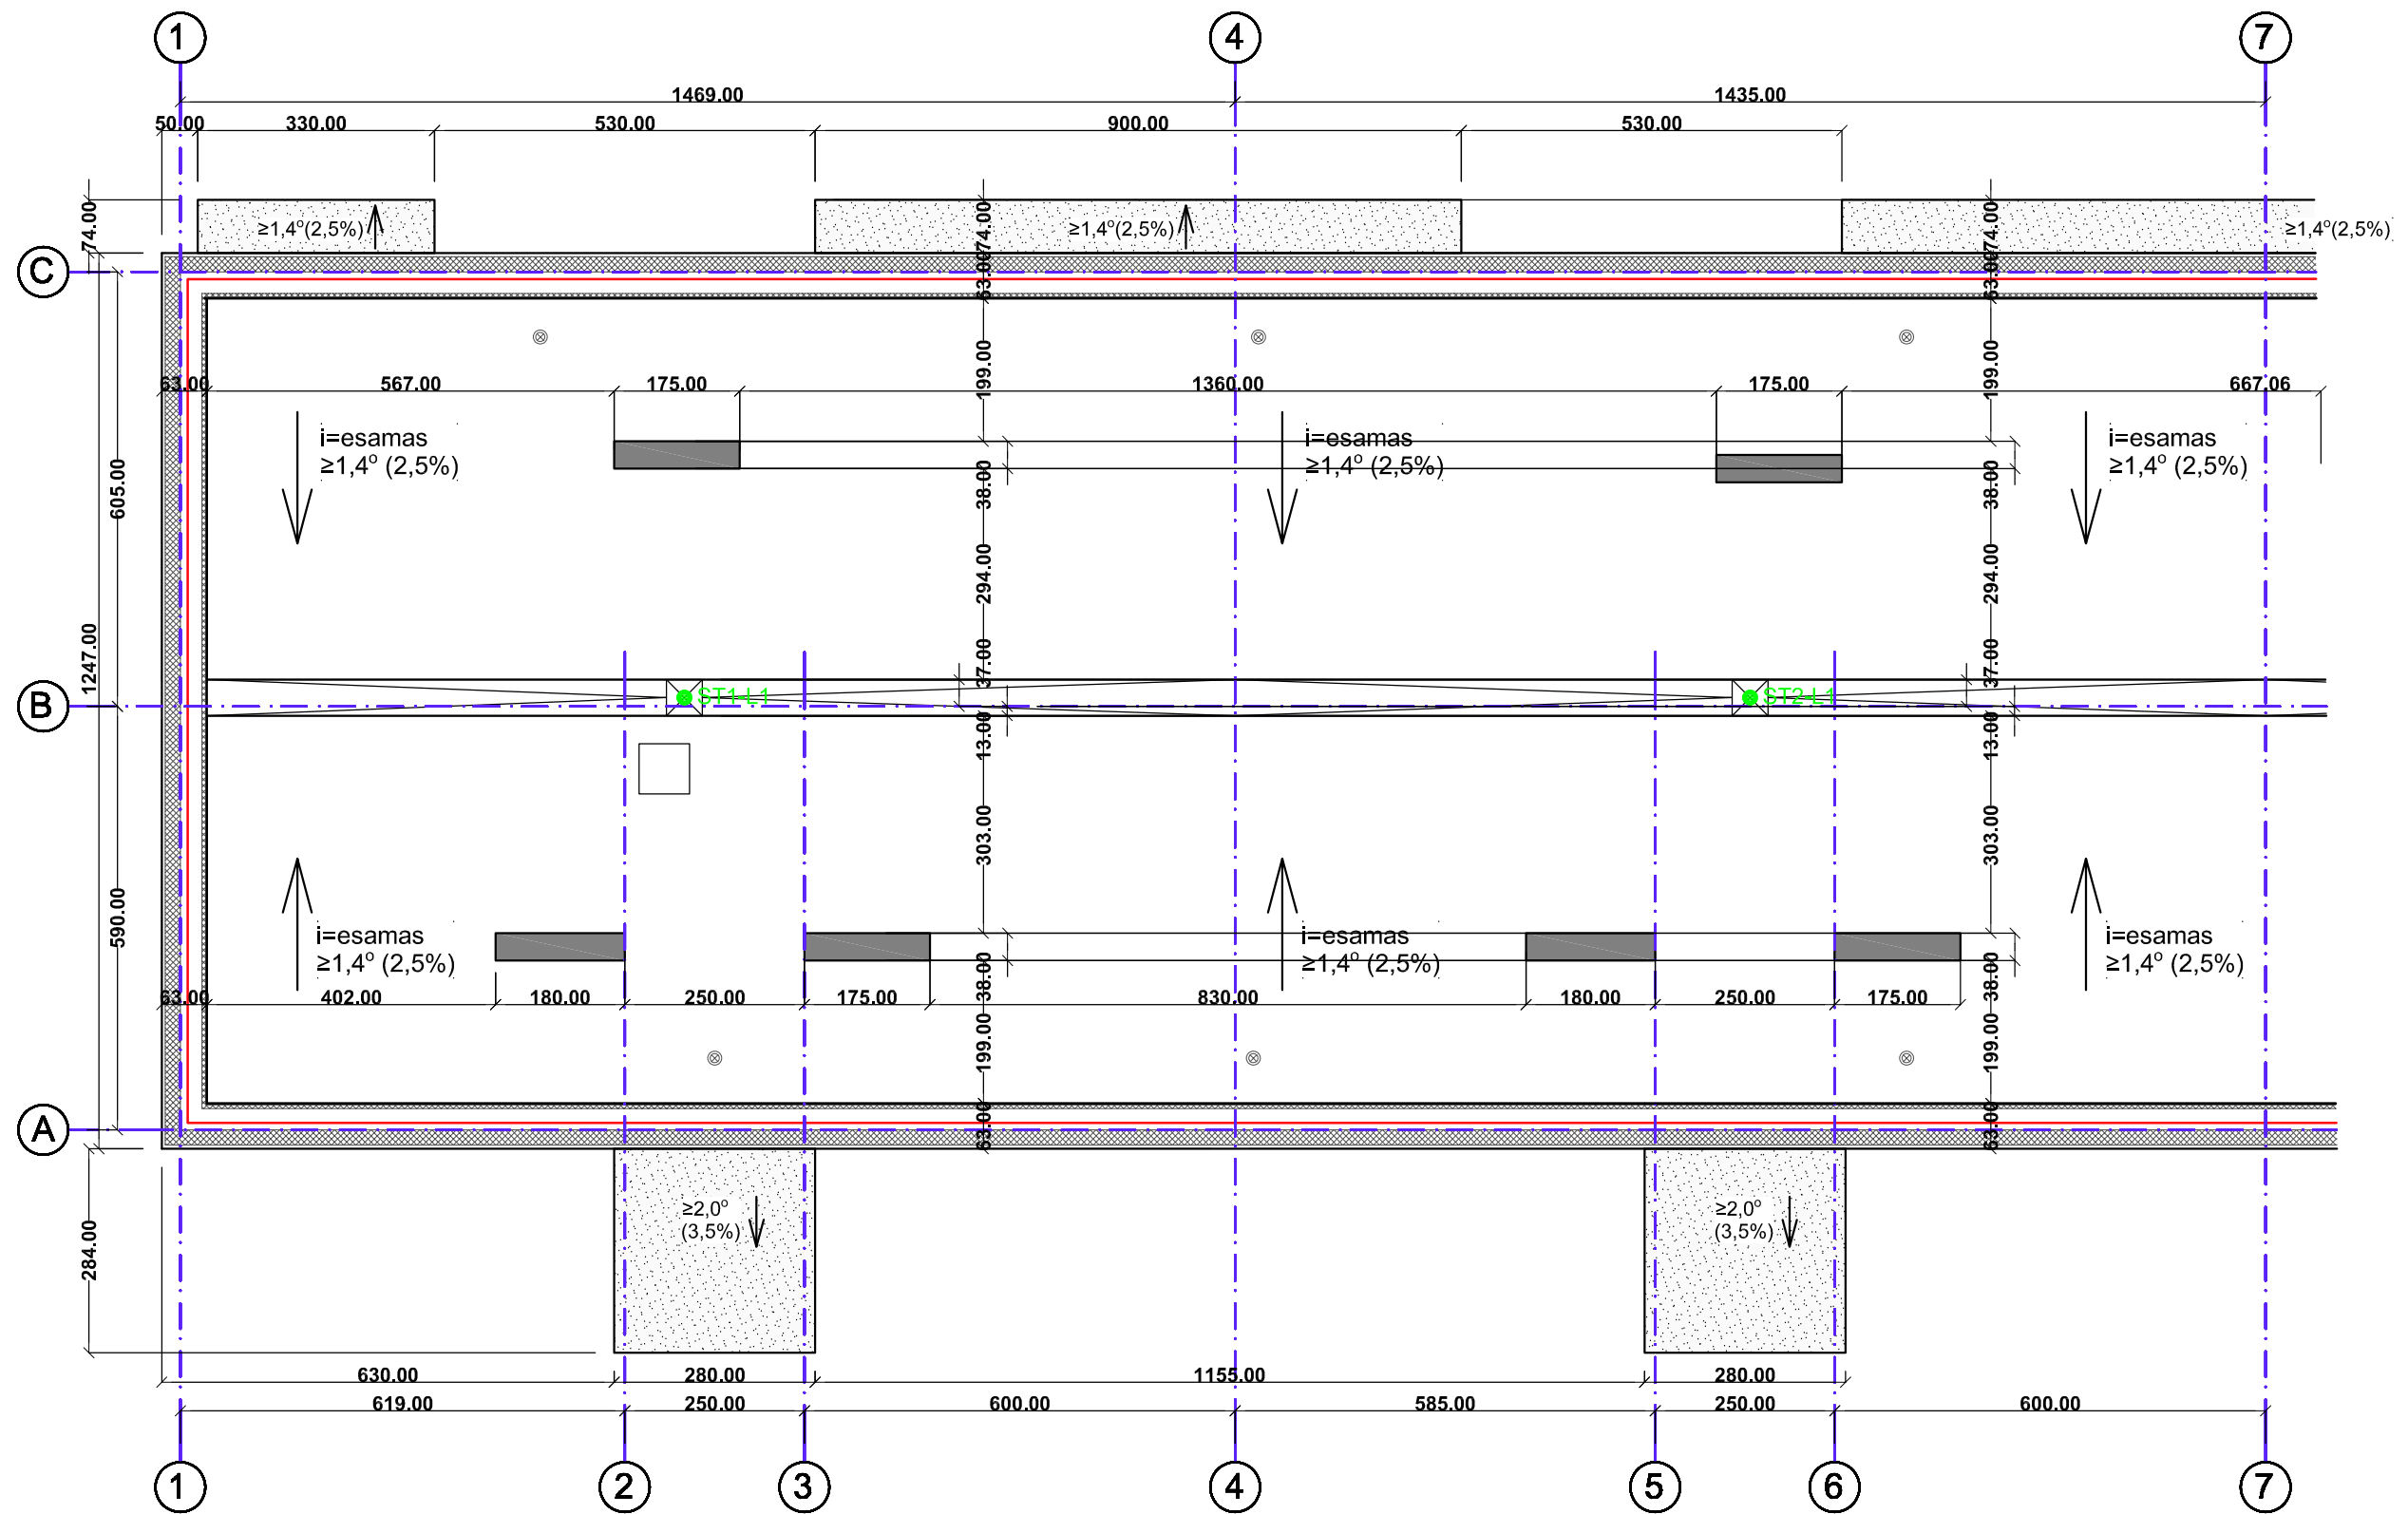 1 4 7
1469.00 1435.00
50.00 330.00 530.00 900.00 530.00
74.00 74.00 74.00
≥1,4°(2,5%) ≥1,4°(2,5%) ≥1,4°(2,5%)
C
63.00 63.00
199.00 199.00
63.00 567.00 175.00 1360.00 175.00 667.06
i=esamas i=esamas i=esamas
≥1,4° (2,5%) ≥1,4° (2,5%) ≥1,4° (2,5%)
605.00 38.00 38.00
294.00 294.00
1247.00 37.00 37.00
B ST1-L1 ST2-L1
13.00 13.00
303.00 303.00
590.00
i=esamas i=esamas i=esamas
≥1,4° (2,5%) ≥1,4° (2,5%) ≥1,4° (2,5%)
38.00 38.00
63.00 402.00 180.00 250.00 175.00 830.00 180.00 250.00 175.00
199.00 199.00
A
63.00 63.00
≥2,0° ≥2,0°
(3,5%) (3,5%)
284.00
630.00 280.00 1155.00 280.00
619.00 250.00 600.00 585.00 250.00 600.00
1 2 3 4 5 6 7